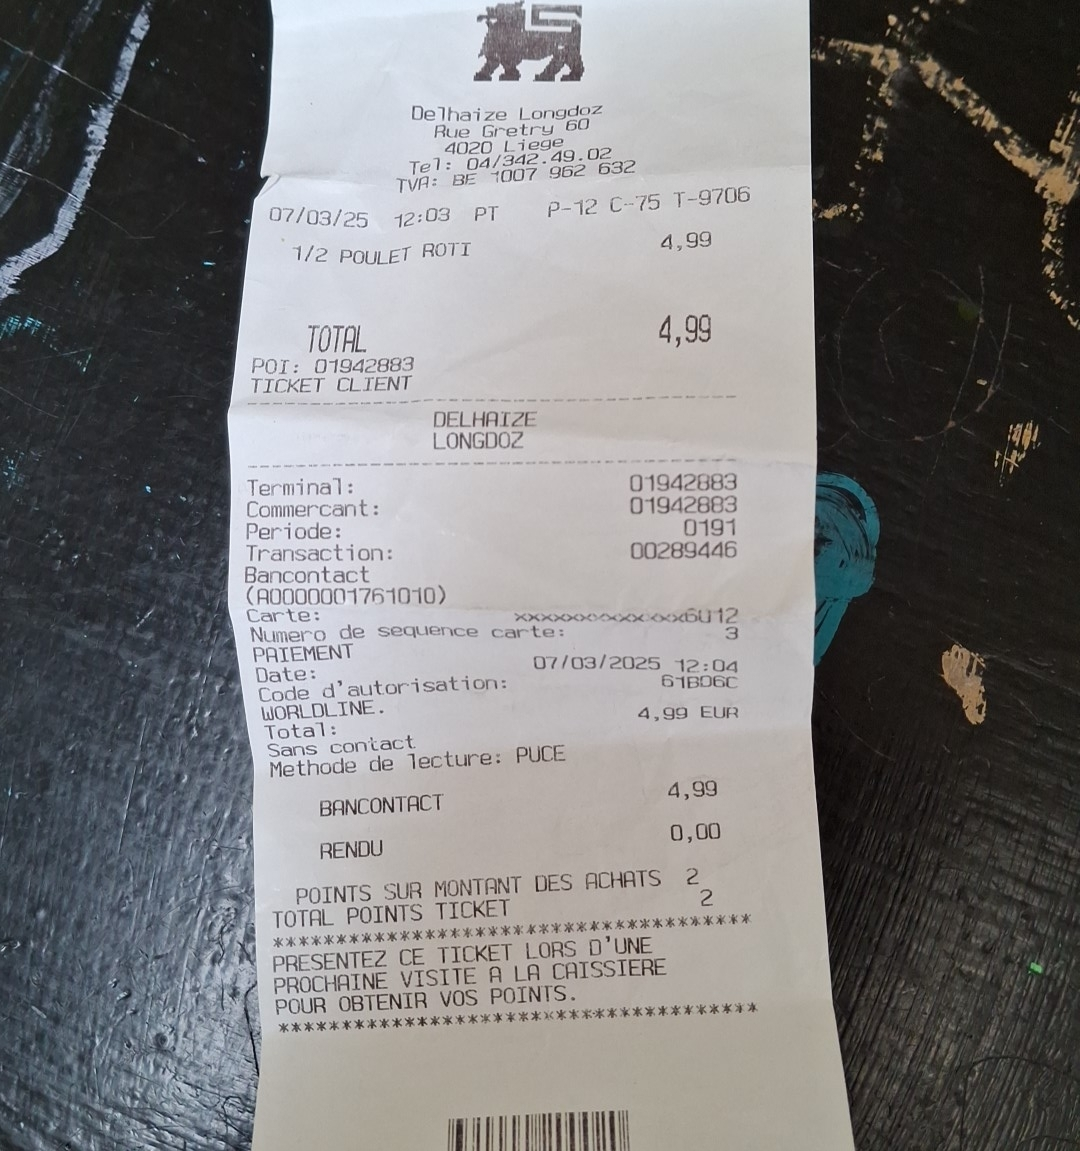 Delhaize Longdoz
Rue Gretry 60
4020 Liege
Tel: 04/342.49.02
TVA: BE 1007 962 632
07/03/25 12:03 PT P-12 C-75 T-9706
1/2 POULET ROTI 4,99
TOTAL 4,99
POI: 01942883
TICKET CLIENT
DELHAIZE
LONGDOZ
Terminal: 01942883
Commercant: 01942883
Periode: 0191
Transaction: 00289446
Bancontact
(A0000001761010)
Carte:
Numero de sequence carte: 3
PAIEMENT
Date: 07/03/2025 12:04
Code d'autorisation: 61B06C
WORLDLINE.
Total: 4,99 EUR
Sans contact
Methode de lecture: PUCE
BANCONTACT 4,99
RENDU 0,00
POINTS SUR MONTANT DES ACHATS 2
TOTAL POINTS TICKET 2
**************************************
PRESENTEZ CE TICKET LORS D'UNE
PROCHAINE VISITE A LA CAISSIERE
POUR OBTENIR VOS POINTS.
**************************************